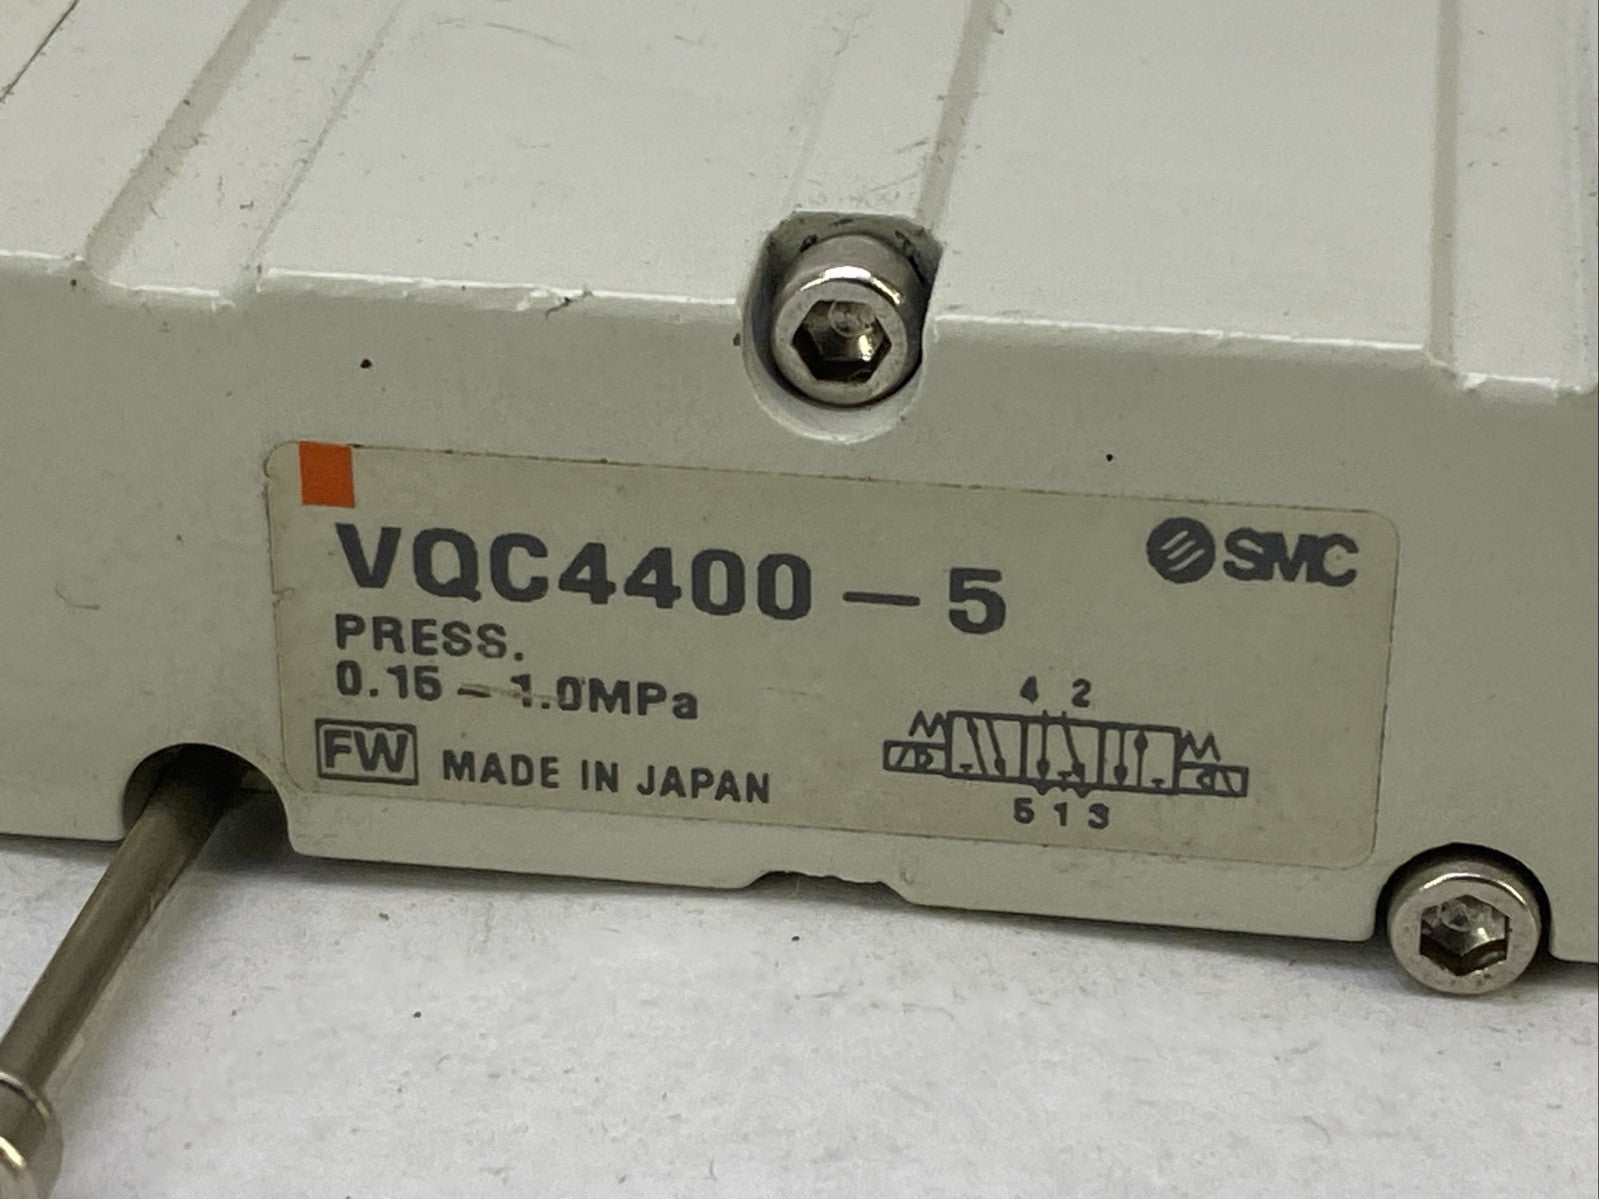 VQC4400-5
SMC
PRESS.
0.15-1.0MPa
FW MADE IN JAPAN
4 2
5 1 3